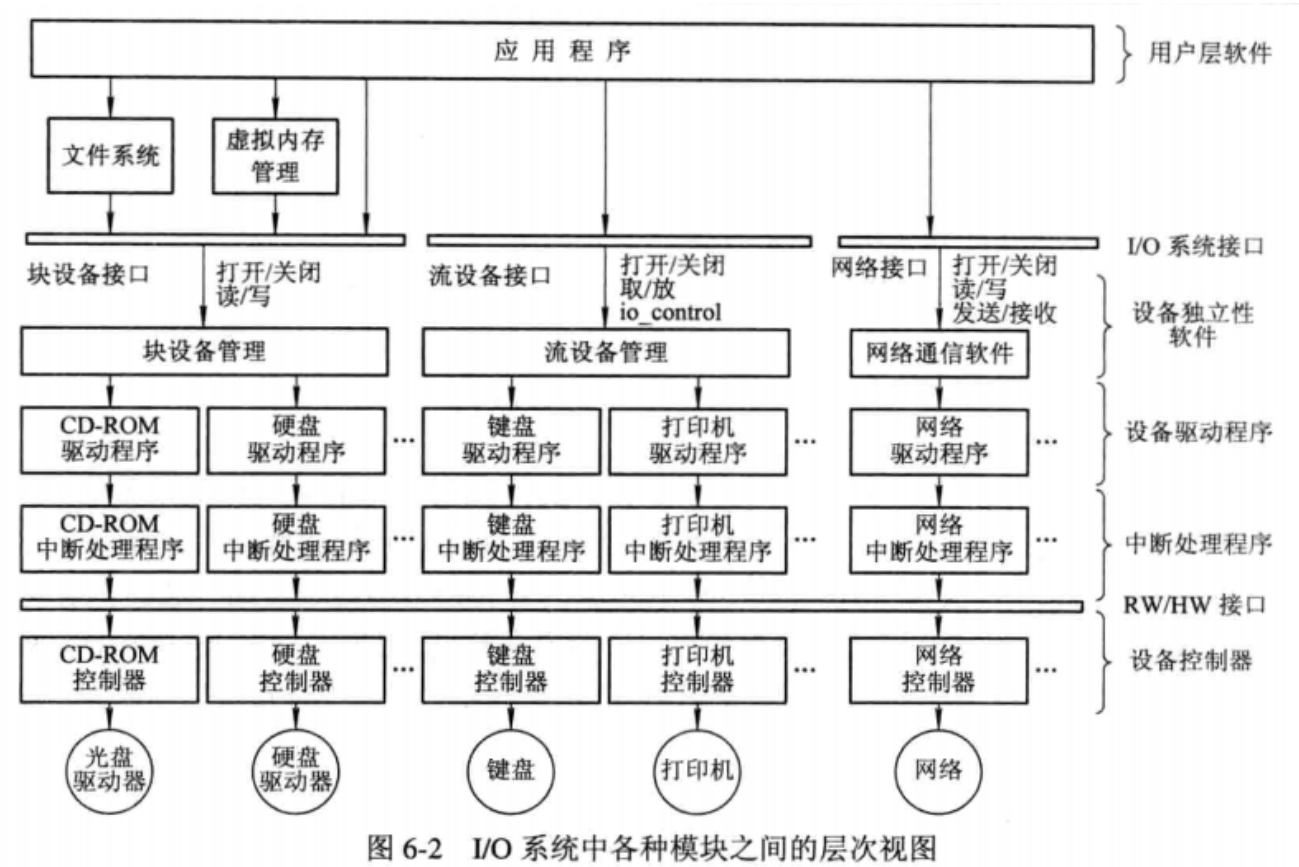 应用程序
用户层软件
文件系统
虚拟内存
管理
I/O 系统接口
块设备接口
打开/关闭
读/写
流设备接口
打开/关闭
取/放
io_control
网络接口
打开/关闭
读/写
发送/接收
设备独立性
软件
块设备管理
流设备管理
网络通信软件
CD-ROM
驱动程序
硬盘
驱动程序
...
键盘
驱动程序
打印机
驱动程序
...
网络
驱动程序
...
设备驱动程序
CD-ROM
中断处理程序
硬盘
中断处理程序
...
键盘
中断处理程序
打印机
中断处理程序
...
网络
中断处理程序
...
中断处理程序
RW/HW 接口
CD-ROM
控制器
硬盘
控制器
...
键盘
控制器
打印机
控制器
...
网络
控制器
...
设备控制器
光盘
驱动器
硬盘
驱动器
键盘
打印机
网络
图 6-2 I/O 系统中各种模块之间的层次视图